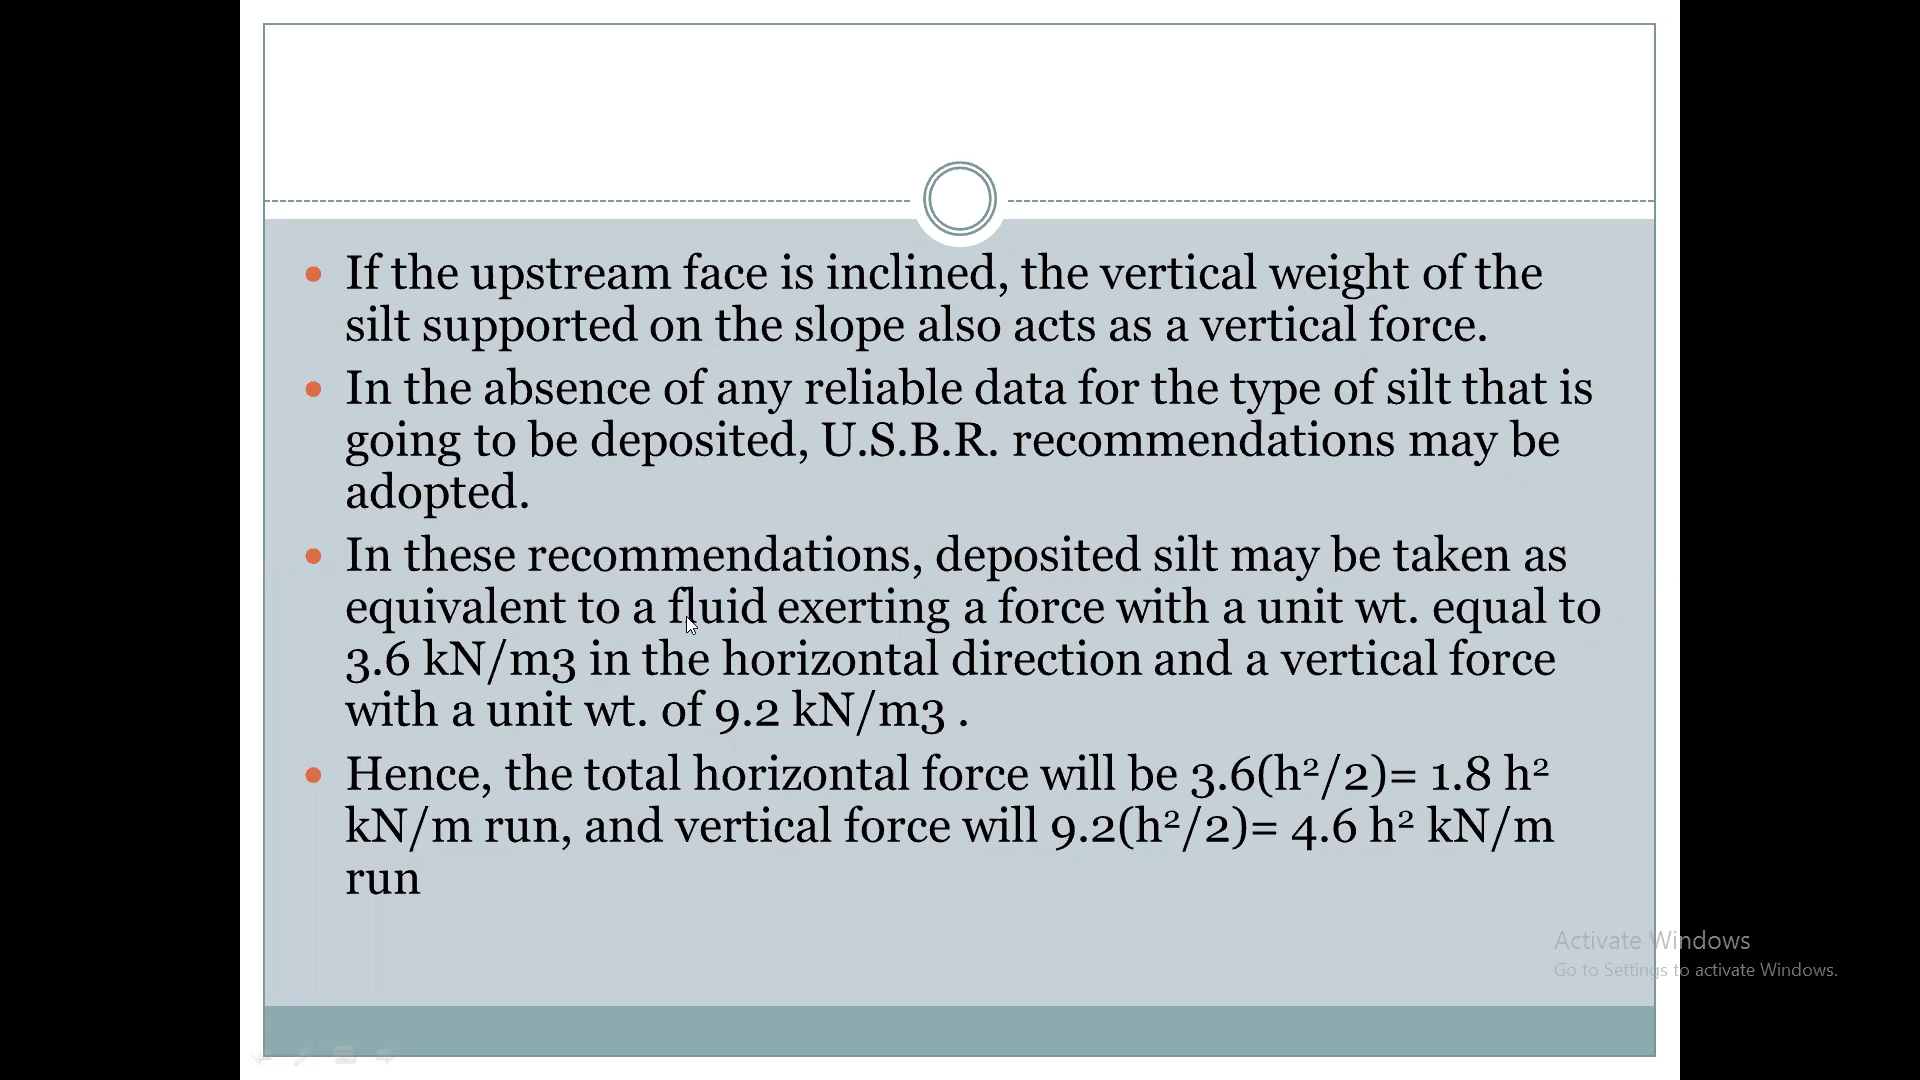 If the upstream face is inclined, the vertical weight of the
silt supported on the slope also acts as a vertical force.
In the absence of any reliable data for the type of silt that is
going to be deposited, U.S.B.R. recommendations may be
adopted.
In these recommendations, deposited silt may be taken as
equivalent to a fluid exerting a force with a unit wt. equal to
3.6 kN/m3 in the horizontal direction and a vertical force
with a unit wt. of 9.2 kN/m3 .
Hence, the total horizontal force will be 3.6(h²/2)= 1.8 h²
kN/m run, and vertical force will 9.2(h²/2)= 4.6 h² kN/m
run
Activate Windows
Go to Settings to activate Windows.